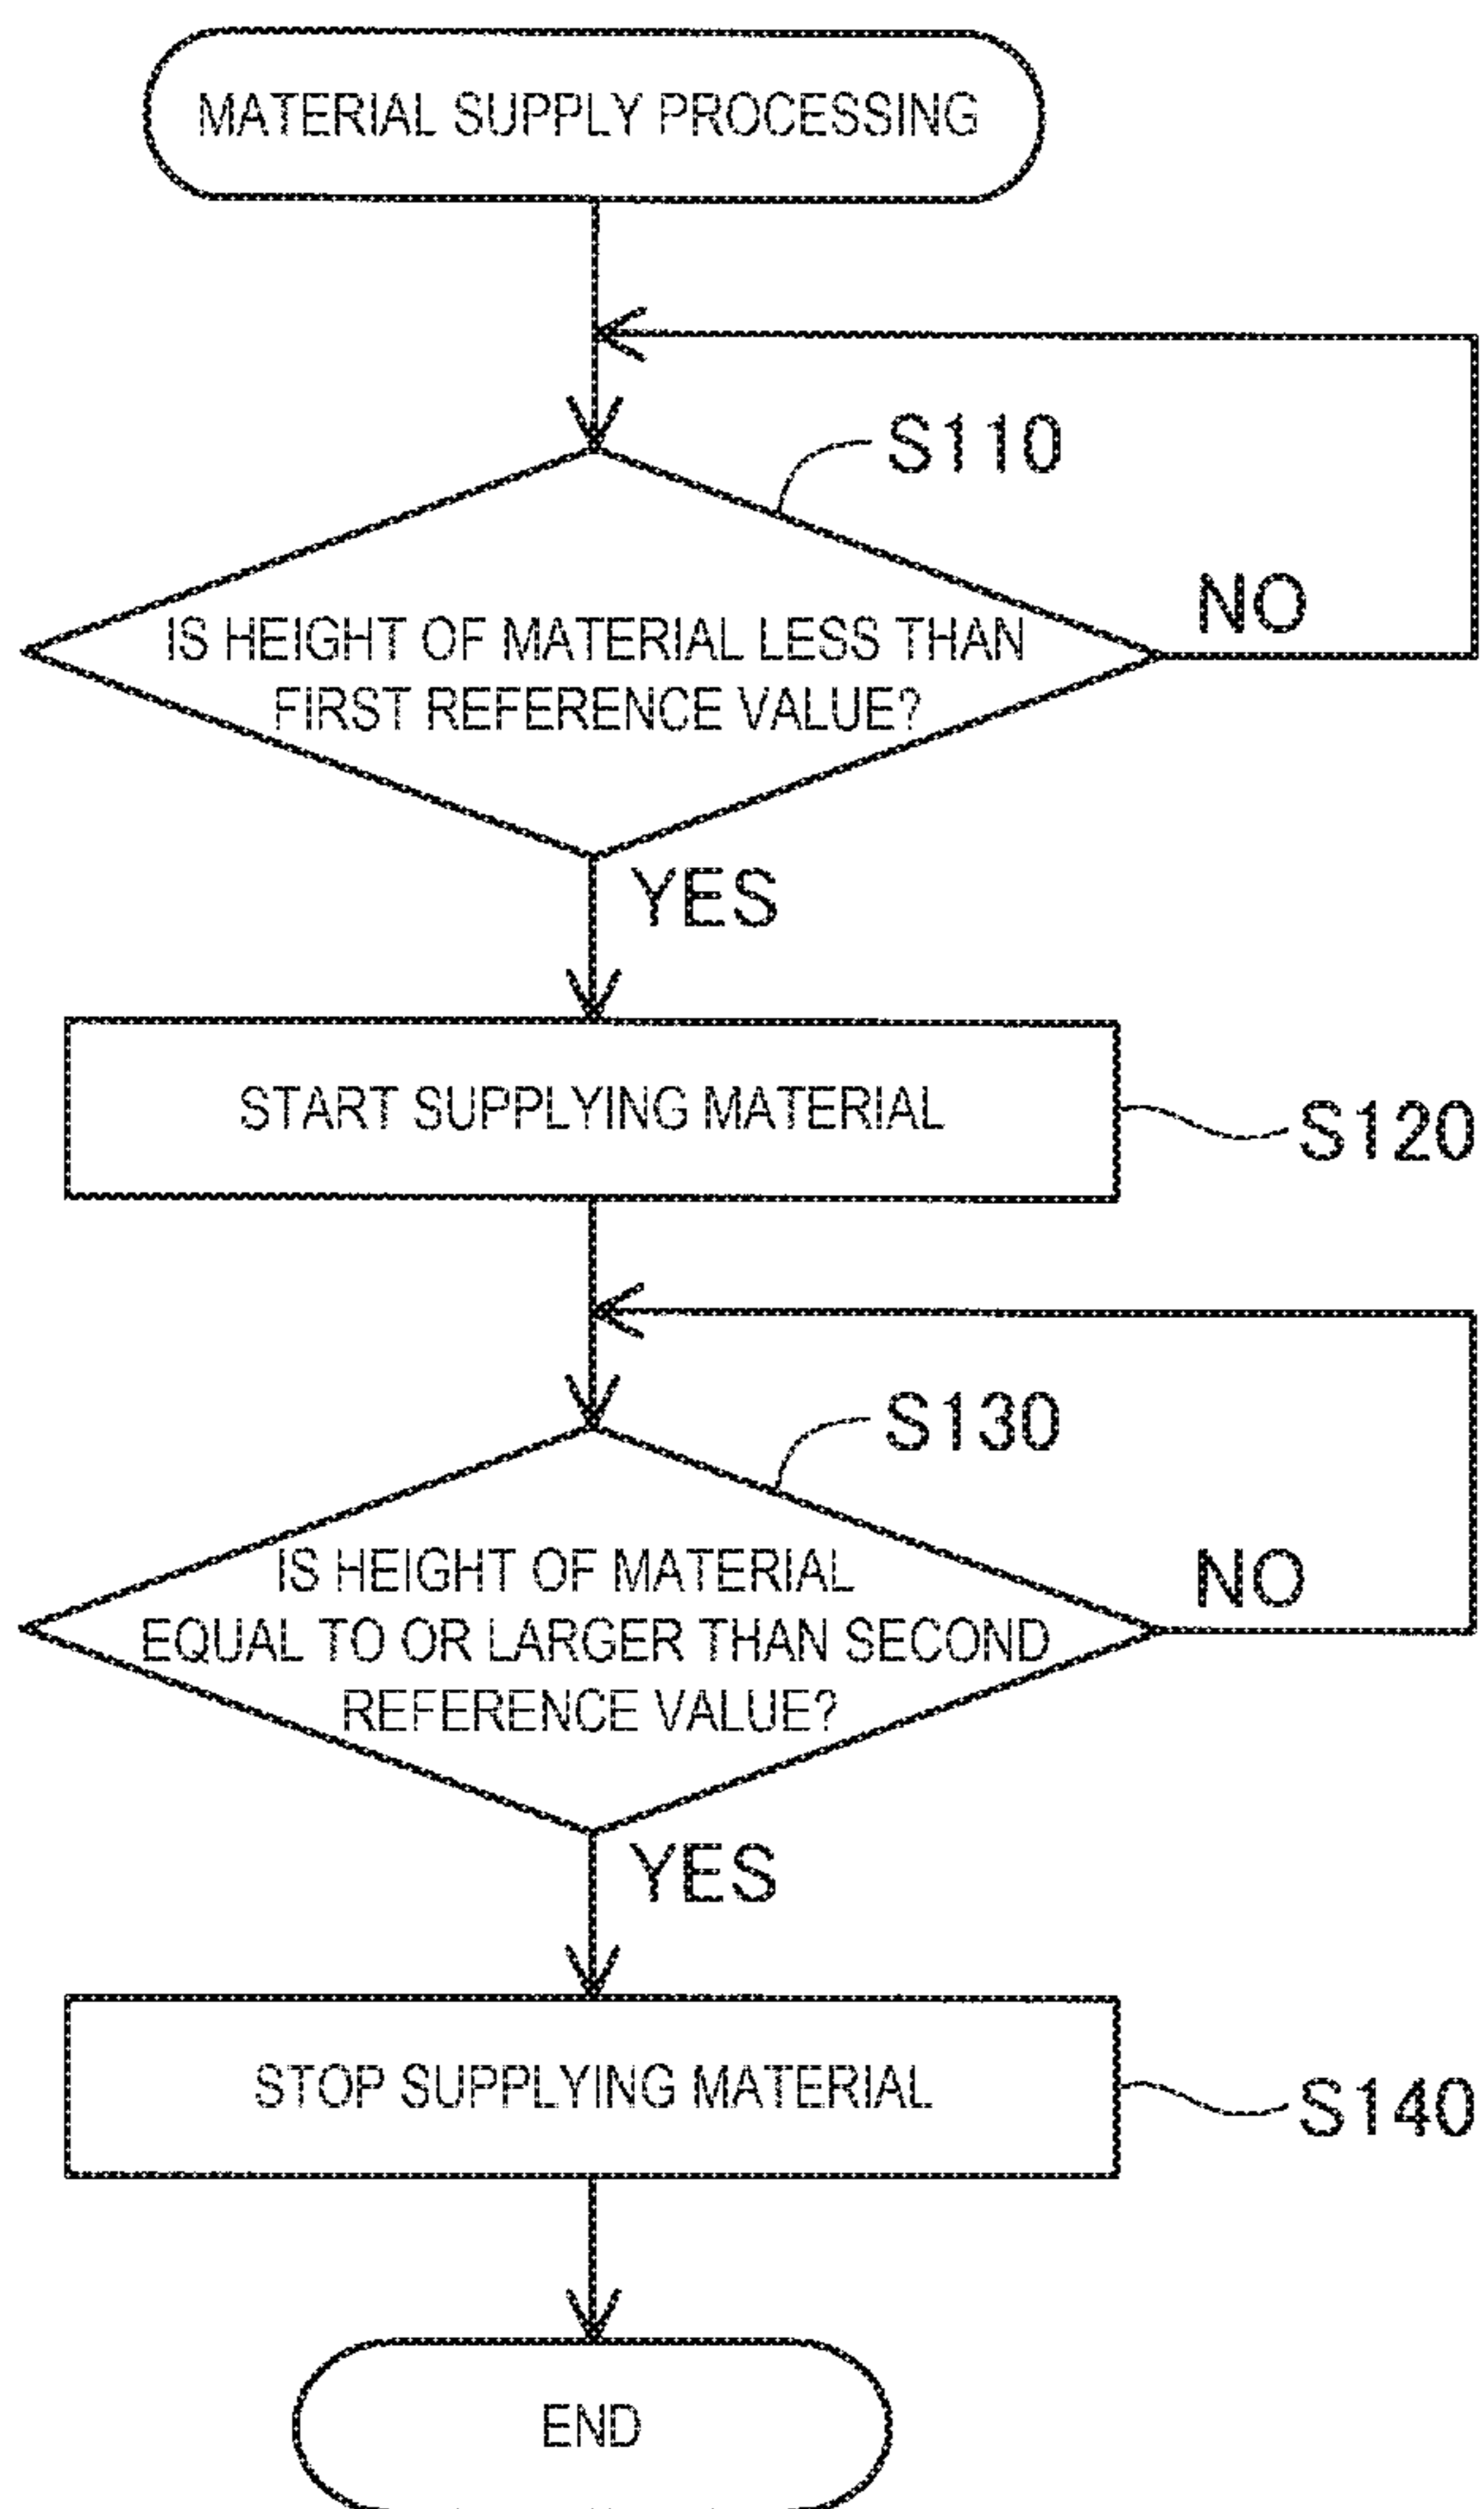 MATERIAL SUPPLY PROCESSING
S110
IS HEIGHT OF MATERIAL LESS THAN
FIRST REFERENCE VALUE?
NO
YES
START SUPPLYING MATERIAL
S120
S130
IS HEIGHT OF MATERIAL
EQUAL TO OR LARGER THAN SECOND
REFERENCE VALUE?
NO
YES
STOP SUPPLYING MATERIAL
S140
END